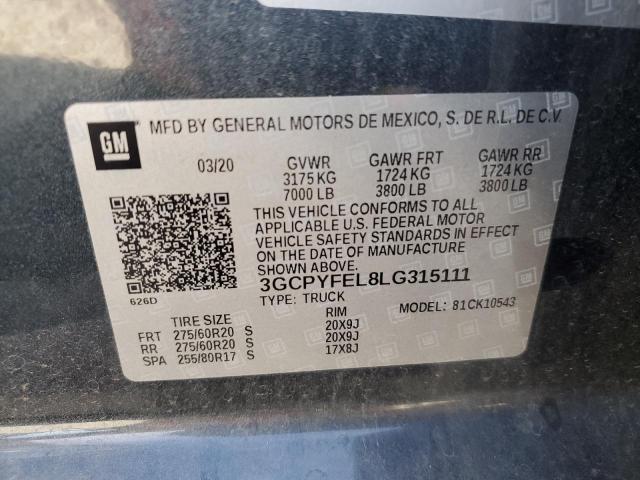 GM MFD BY GENERAL MOTORS DE MEXICO, S. DE R.L. DE C.V.
03/20 GVWR GAWR FRT GAWR RR
3175 KG 1724 KG 1724 KG
7000 LB 3800 LB 3800 LB
THIS VEHICLE CONFORMS TO ALL
APPLICABLE U.S. FEDERAL MOTOR
VEHICLE SAFETY STANDARDS IN EFFECT
ON THE DATE OF MANUFACTURE
SHOWN ABOVE.
626D
3GCPYFEL8LG315111
TYPE: TRUCK MODEL: 81CK10543
TIRE SIZE RIM
FRT 275/60R20 S 20X9J
RR 275/60R20 S 20X9J
SPA 255/80R17 S 17X8J